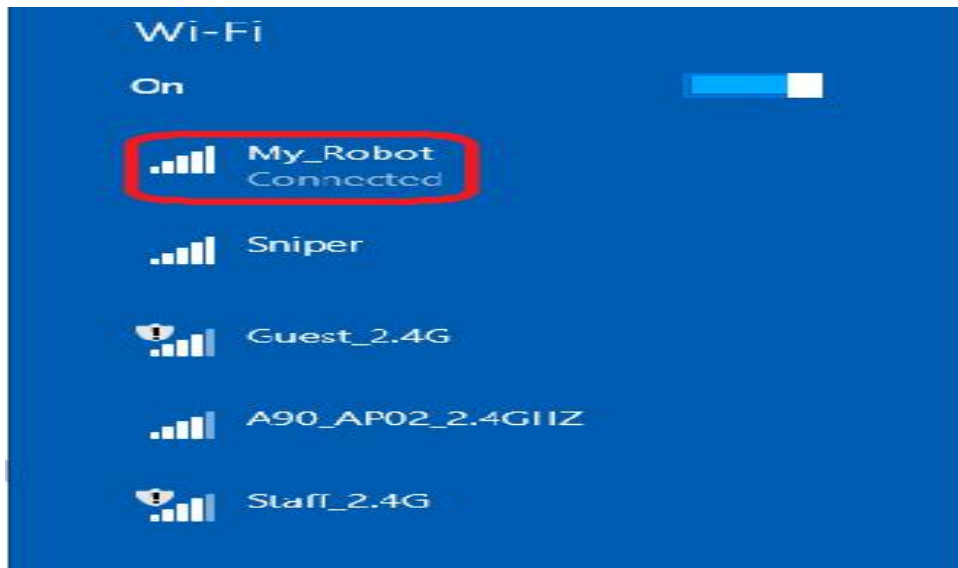 Wi-Fi
On
My_Robot
Connected
Sniper
Guest_2.4G
A90_AP02_2.4GHZ
Staff_2.4G